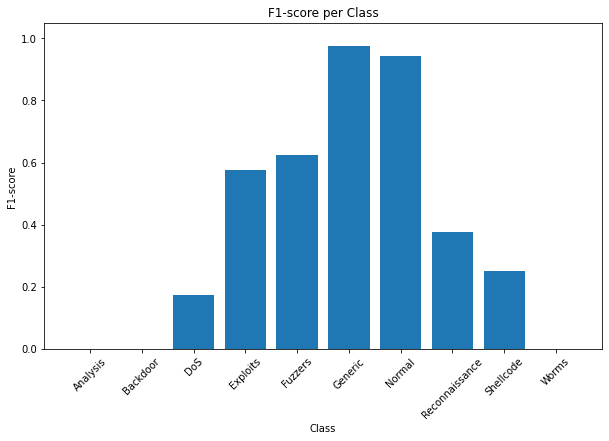 F1-score per Class
F1-score
1.0
0.8
0.6
0.4
0.2
0.0
Analysis
Backdoor
DoS
Exploits
Fuzzers
Generic
Normal
Reconnaissance
Shellcode
Worms
Class